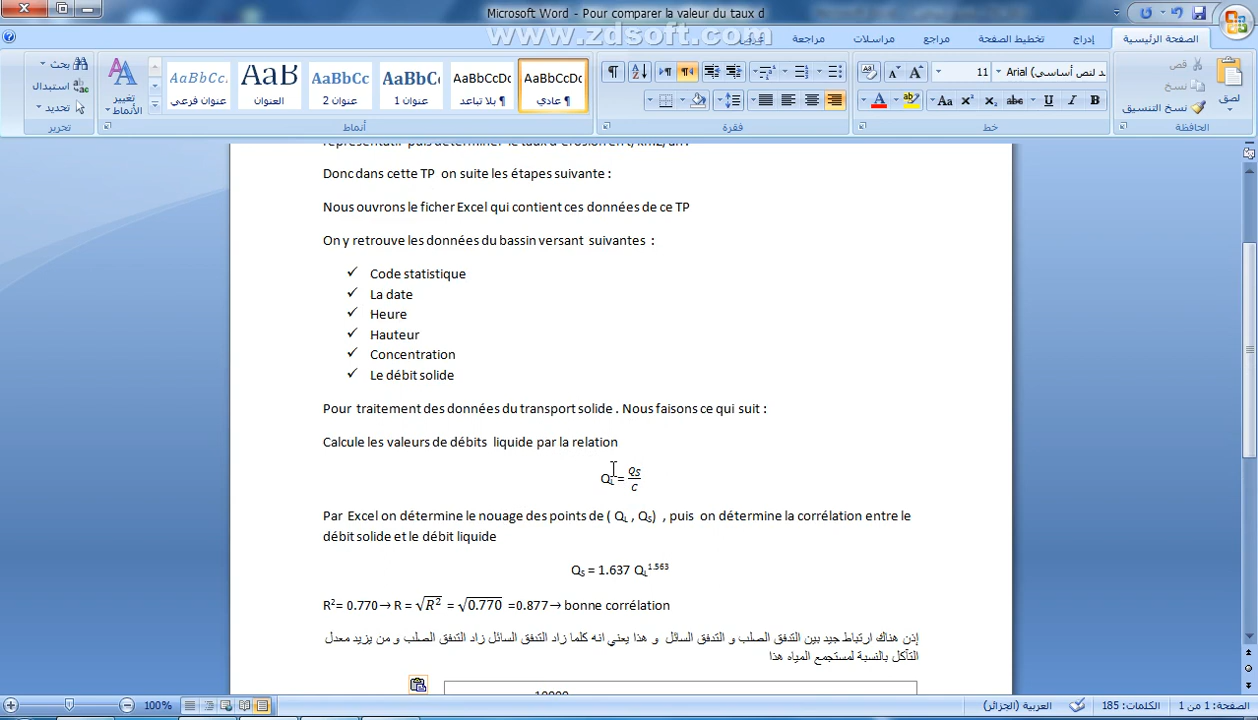 Microsoft Word - Pour comparer la valeur du taux d
www.zdsoft.com
الصفحة الرئيسية
إدراج
تخطيط الصفحة
مراجع
مراسلات
مراجعة
عرض
لصق
قص
نسخ
نسخ التنسيق
الحافظة
Arial (نص أساسي
11
خط
فقرة
AaBbCcDc
¶ عادي
AaBbCcDc
¶ بلا تباعد
AaBbC
عنوان 1
AaBbCc
عنوان 2
AaB
العنوان
AaBbCc.
عنوان فرعي
تغيير الأنماط
أنماط
بحث
استبدال
تحديد
تحرير
Donc dans cette TP on suite les étapes suivante :
Nous ouvrons le ficher Excel qui contient ces données de ce TP
On y retrouve les données du bassin versant suivantes :
✓ Code statistique
✓ La date
✓ Heure
✓ Hauteur
✓ Concentration
✓ Le débit solide
Pour traitement des données du transport solide . Nous faisons ce qui suit :
Calcule les valeurs de débits liquide par la relation
Q_L = Q_S/C
Par Excel on détermine le nouage des points de ( Q_L , Q_S) , puis on détermine la corrélation entre le
débit solide et le débit liquide
Q_S = 1.637 Q_L^1.563
R²= 0.770→ R = √R² = √0.770 =0.877→ bonne corrélation
إذن هناك ارتباط جيد بين التدفق الصلب و التدفق السائل و هذا يعني انه كلما زاد التدفق السائل زاد التدفق الصلب و من يزيد معدل
التآكل بالنسبة لمستجمع المياه هذا
10000
الصفحة: 1 من 1
الكلمات: 185
العربية (الجزائر)
100%